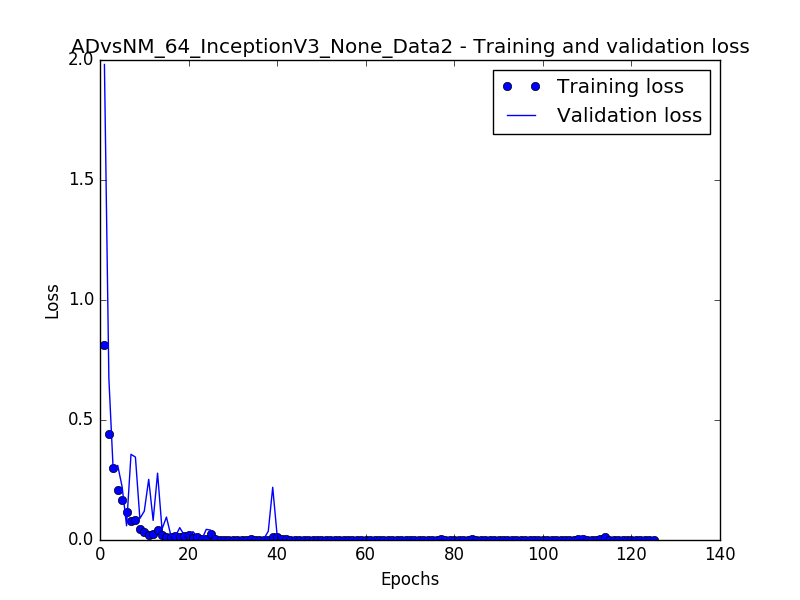 ADvsNM_64_InceptionV3_None_Data2 - Training and validation loss
2.0
1.5
1.0
0.5
0.0
Loss
Training loss
Validation loss
0 20 40 60 80 100 120 140
Epochs